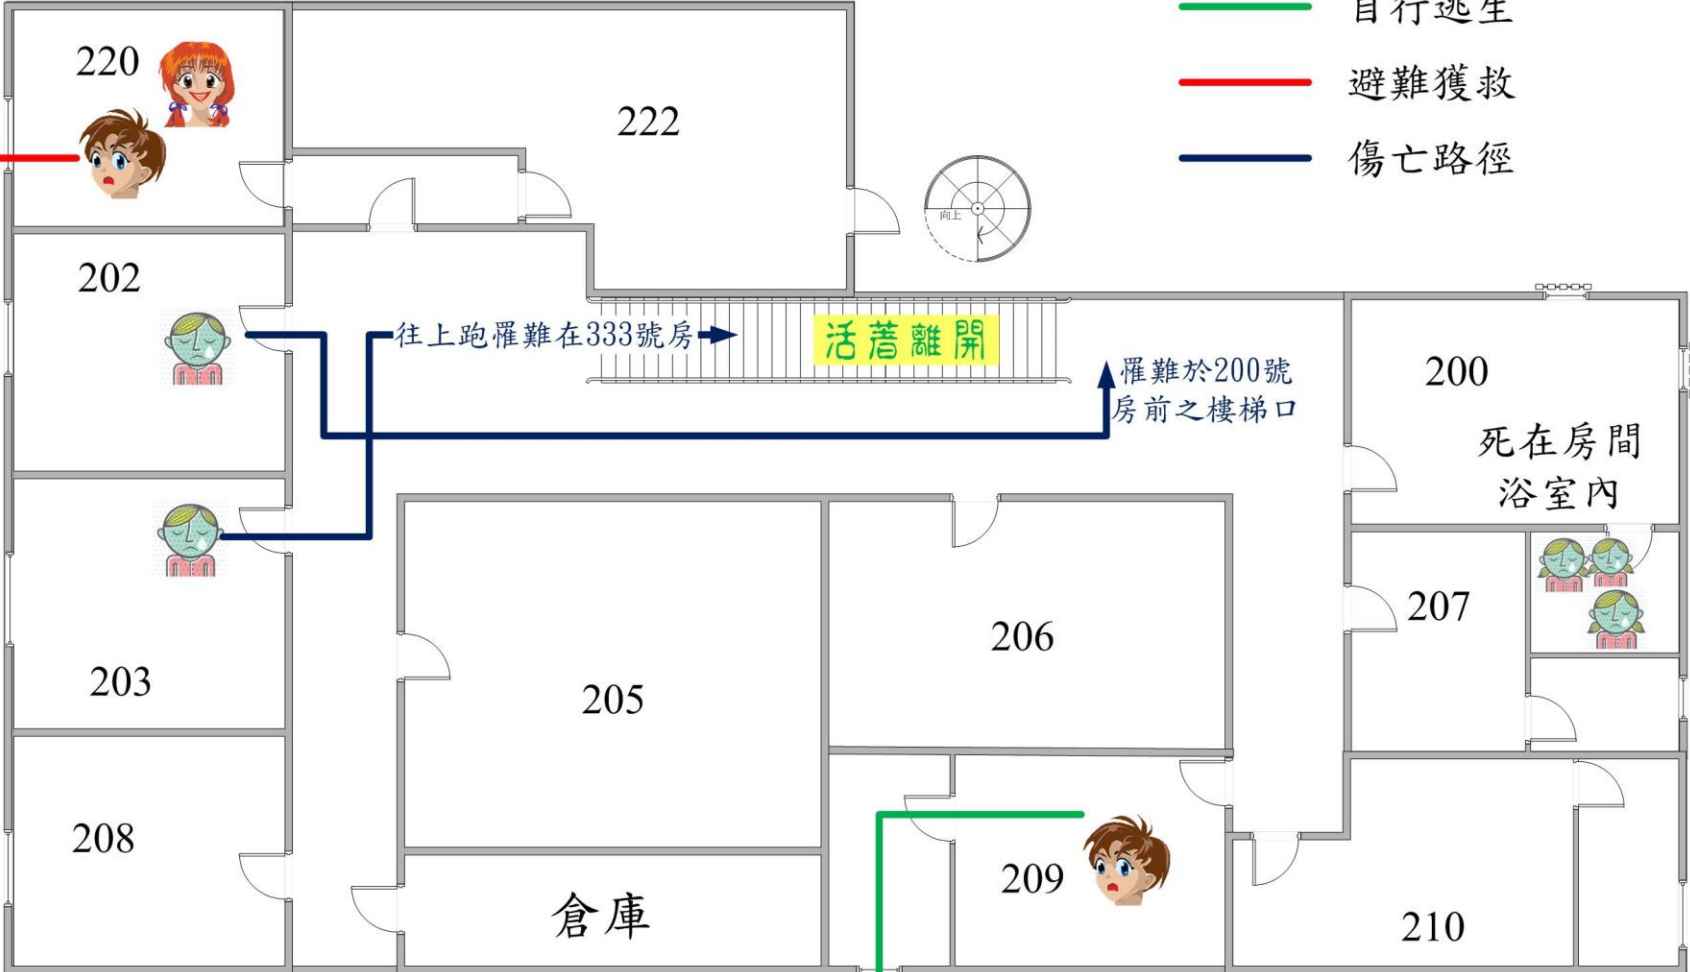 自行逃生
避難獲救
傷亡路徑
220
222
向上
202
往上跑罹難在333號房
活著離開
罹難於200號
房前之樓梯口
200
死在房間
浴室內
203
205
206
207
208
倉庫
209
210